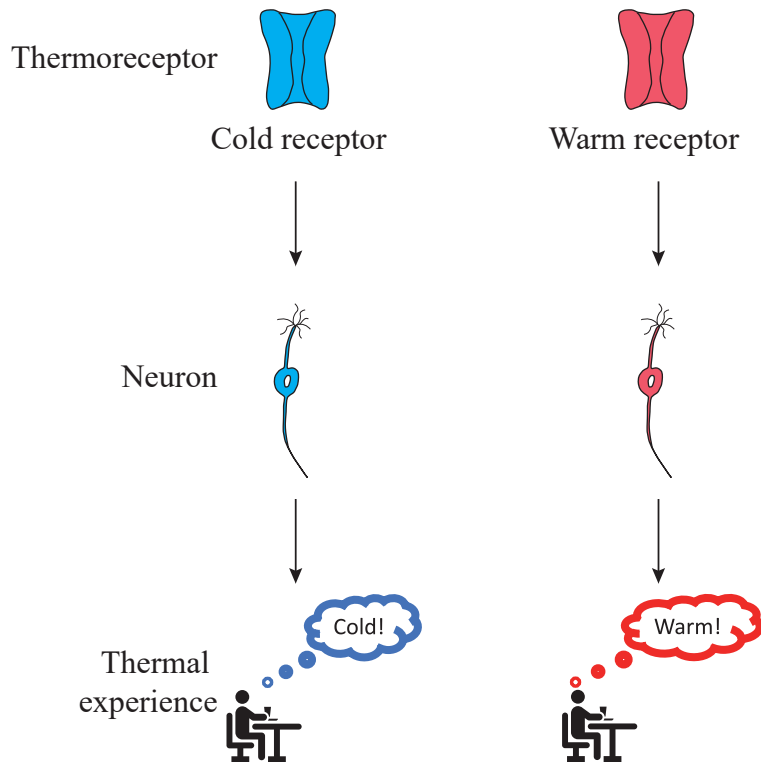 Thermoreceptor
Cold receptor
Warm receptor
Neuron
Cold!
Warm!
Thermal
experience